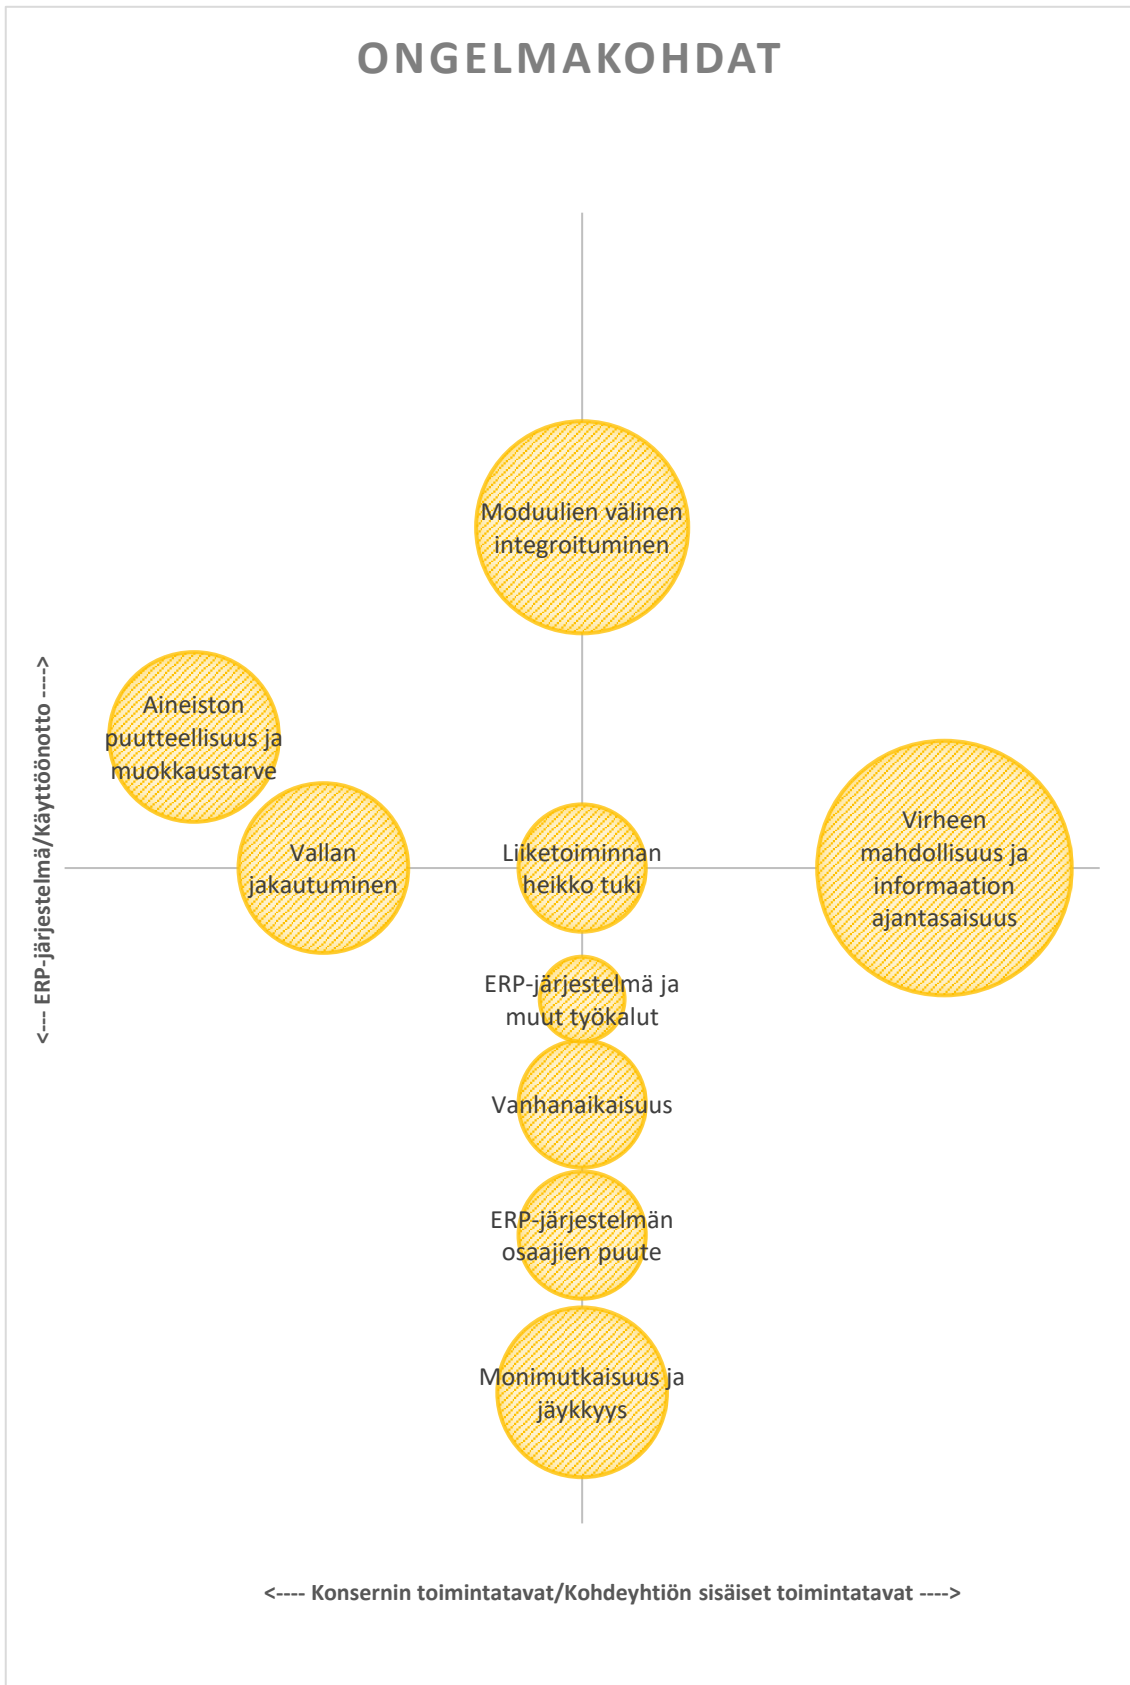 ONGELMAKOHDAT
Moduulien välinen
integroituminen
Aineiston
puutteellisuus ja
muokkaustarve
Vallan
jakautuminen
Liiketoiminnan
heikko tuki
Virheen
mahdollisuus ja
informaation
ajantasaisuus
ERP-järjestelmä ja
muut työkalut
Vanhanaikaisuus
ERP-järjestelmän
osaajien puute
Monimutkaisuus ja
jäykkyys
<--- ERP-järjestelmä/Käyttöönotto ---->
<---- Konsernin toimintatavat/Kohdeyhtiön sisäiset toimintatavat ---->